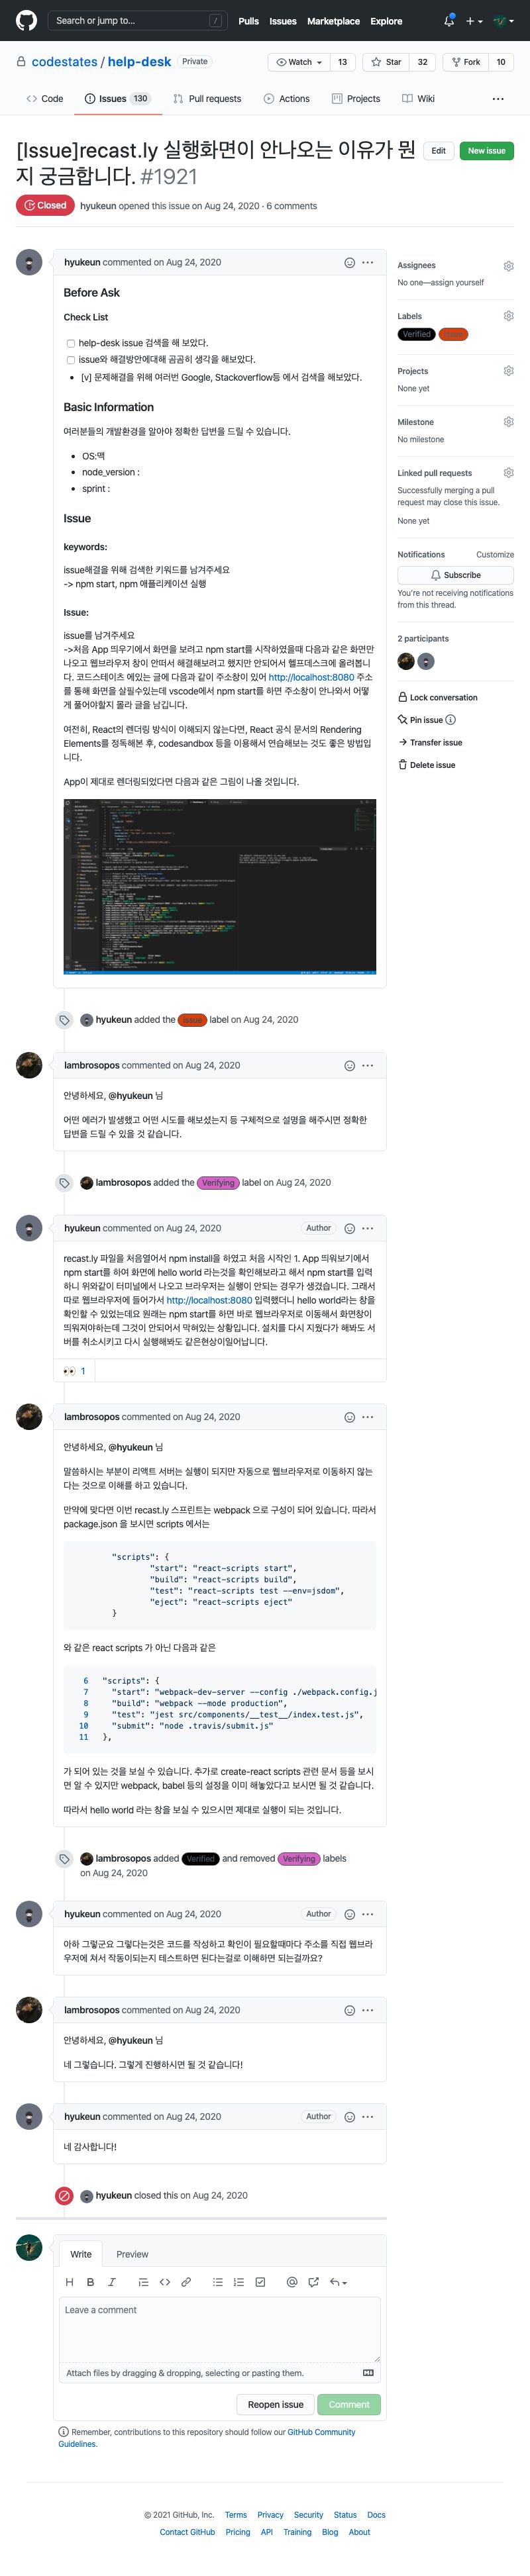 Search or jump to... /
Pulls Issues Marketplace Explore
codestates / help-desk Private
Watch 13 Star 32 Fork 10
Code Issues 130 Pull requests Actions Projects Wiki
[Issue]recast.ly 실행화면이 안나오는 이유가 뭔
지 궁금합니다. #1921
Edit New issue
Closed hyukeun opened this issue on Aug 24, 2020 · 6 comments
hyukeun commented on Aug 24, 2020
Before Ask
Check List
help-desk issue 검색을 해 보았다.
issue와 해결방안에대해 곰곰히 생각을 해보았다.
[v] 문제해결을 위해 여러번 Google, Stackoverflow등 에서 검색을 해보았다.
Basic Information
여러분들의 개발환경을 알아야 정확한 답변을 드릴 수 있습니다.
OS:맥
node_version :
sprint :
Issue
keywords:
issue해결을 위해 검색한 키워드를 남겨주세요
-> npm start, npm 애플리케이션 실행
Issue:
issue를 남겨주세요
->처음 App 띄우기에서 화면을 보려고 npm start를 시작하였을때 다음과 같은 화면만
나오고 웹브라우저 창이 안떠서 해결해보려고 했지만 안되어서 헬프데스크에 올려봅니
다. 코드스테이츠 에있는 글에 다음과 같이 주소창이 있어 http://localhost:8080 주소
를 통해 화면을 살필수있는데 vscode에서 npm start를 하면 주소창이 안나와서 어떻
게 풀어야할지 몰라 글을 남깁니다.
여전히, React의 렌더링 방식이 이해되지 않는다면, React 공식 문서의 Rendering
Elements를 정독해본 후, codesandbox 등을 이용해서 연습해보는 것도 좋은 방법입
니다.
App이 제대로 렌더링되었다면 다음과 같은 그림이 나올 것입니다.
Assignees
No one—assign yourself
Labels
Verified Issue
Projects
None yet
Milestone
No milestone
Linked pull requests
Successfully merging a pull
request may close this issue.
None yet
Notifications Customize
Subscribe
You're not receiving notifications
from this thread.
2 participants
Lock conversation
Pin issue
Transfer issue
Delete issue
hyukeun added the Issue label on Aug 24, 2020
lambrosopos commented on Aug 24, 2020
안녕하세요, @hyukeun 님
어떤 에러가 발생했고 어떤 시도를 해보셨는지 등 구체적으로 설명을 해주시면 정확한
답변을 드릴 수 있을 것 같습니다.
lambrosopos added the Verifying label on Aug 24, 2020
hyukeun commented on Aug 24, 2020 Author
recast.ly 파일을 처음열어서 npm install을 하였고 처음 시작인 1. App 띄워보기에서
npm start를 하여 화면에 hello world 라는것을 확인해보라고 해서 npm start를 입력
하니 위와같이 터미널에서 나오고 브라우저는 실행이 안되는 경우가 생겼습니다. 그래서
따로 웹브라우저에 들어가서 http://localhost:8080 입력했더니 hello world라는 창을
확인할 수 있었는데요 원래는 npm start를 하면 바로 웹브라우저로 이동해서 화면창이
띄워져야하는데 그것이 안되어서 막혀있는 상황입니다. 설치를 다시 지웠다가 해봐도 서
버를 취소시키고 다시 실행해봐도 같은현상이일어납니다.
👀 1
lambrosopos commented on Aug 24, 2020
안녕하세요, @hyukeun 님
말씀하시는 부분이 리액트 서버는 실행이 되지만 자동으로 웹브라우저로 이동하지 않는
다는 것으로 이해를 하고 있습니다.
만약에 맞다면 이번 recast.ly 스프린트는 webpack 으로 구성이 되어 있습니다. 따라서
package.json 을 보시면 scripts 에서는
"scripts": {
"start": "react-scripts start",
"build": "react-scripts build",
"test": "react-scripts test --env=jsdom",
"eject": "react-scripts eject"
}
와 같은 react scripts 가 아닌 다음과 같은
6 "scripts": {
7 "start": "webpack-dev-server --config ./webpack.config.j
8 "build": "webpack --mode production",
9 "test": "jest src/components/__test__/index.test.js",
10 "submit": "node .travis/submit.js"
11 },
가 되어 있는 것을 보실 수 있습니다. 추가로 create-react scripts 관련 문서 등을 보시
면 알 수 있지만 webpack, babel 등의 설정을 이미 해놓았다고 보시면 될 것 같습니다.
따라서 hello world 라는 창을 보실 수 있으시면 제대로 실행이 되는 것입니다.
lambrosopos added Verified and removed Verifying labels
on Aug 24, 2020
hyukeun commented on Aug 24, 2020 Author
아하 그렇군요 그렇다는것은 코드를 작성하고 확인이 필요할때마다 주소를 직접 웹브라
우저에 쳐서 작동이되는지 테스트하면 된다는걸로 이해하면 되는걸까요?
lambrosopos commented on Aug 24, 2020
안녕하세요, @hyukeun 님
네 그렇습니다. 그렇게 진행하시면 될 것 같습니다!
hyukeun commented on Aug 24, 2020 Author
네 감사합니다!
hyukeun closed this on Aug 24, 2020
Write Preview
Leave a comment
Attach files by dragging & dropping, selecting or pasting them.
Reopen issue Comment
Remember, contributions to this repository should follow our GitHub Community
Guidelines.
© 2021 GitHub, Inc. Terms Privacy Security Status Docs
Contact GitHub Pricing API Training Blog About